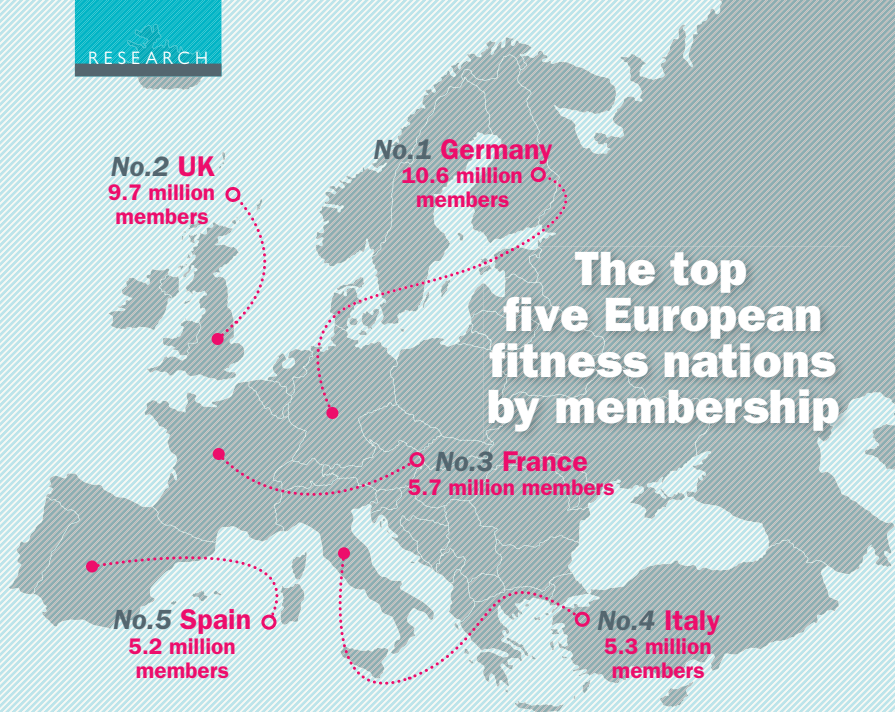 RESEARCH
No.1 Germany
10.6 million
members
No.2 UK
9.7 million
members
The top
five European
fitness nations
by membership
No.3 France
5.7 million members
No.5 Spain
5.2 million
members
No.4 Italy
5.3 million
members